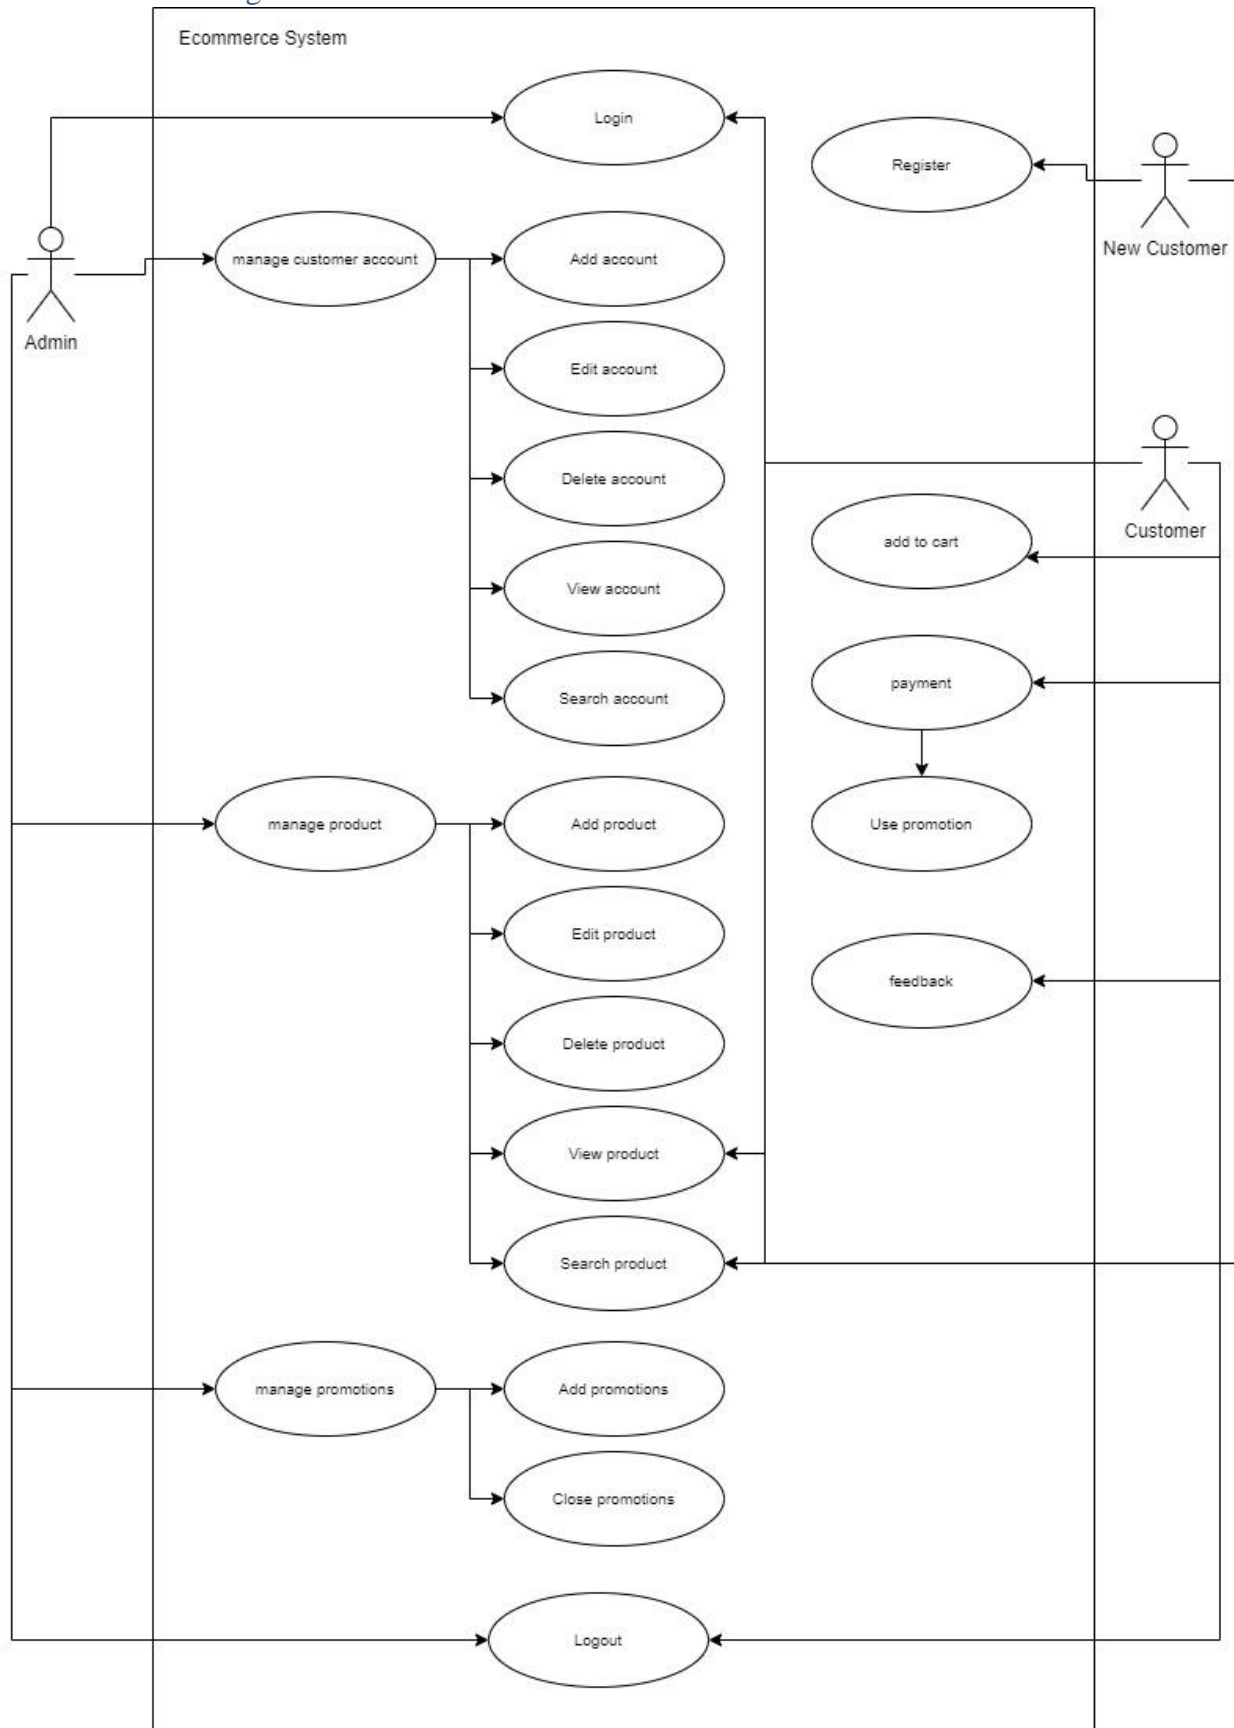 Ecommerce System
Login
Register
New Customer
manage customer account
Add account
Admin
Edit account
Customer
Delete account
add to cart
View account
payment
Search account
manage product
Add product
Use promotion
Edit product
feedback
Delete product
View product
Search product
manage promotions
Add promotions
Close promotions
Logout